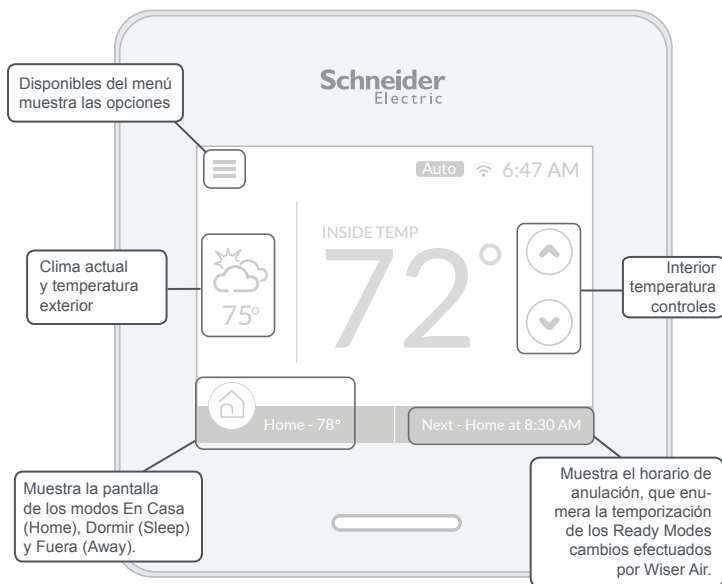 Schneider
Electric
Disponibles del menú
muestra las opciones
Auto 6:47 AM
INSIDE TEMP
72°
Clima actual
y temperatura
exterior
75°
Interior
temperatura
controles
Home - 78°
Next - Home at 8:30 AM
Muestra la pantalla
de los modos En Casa
(Home), Dormir (Sleep)
y Fuera (Away).
Muestra el horario de
anulación, que enu-
mera la temporización
de los Ready Modes
cambios efectuados
por Wiser Air.